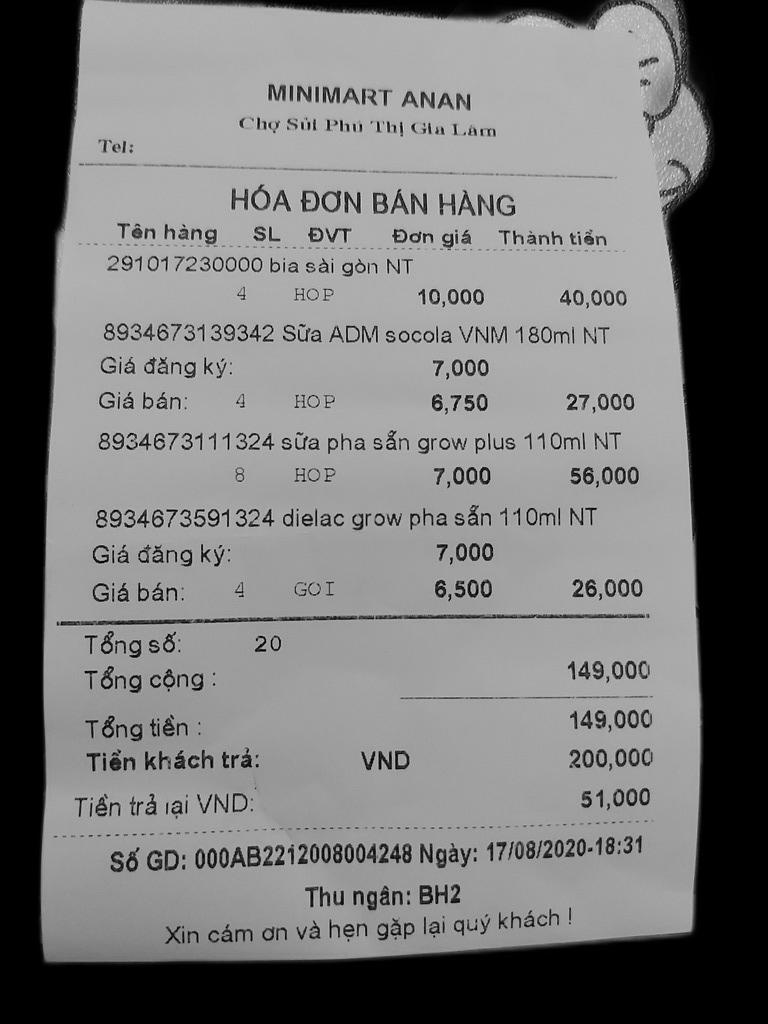 MINIMART ANAN
Chợ Sủi Phú Thị Gia Lâm
Tel:
HÓA ĐƠN BÁN HÀNG
Tên hàng SL ĐVT Đơn giá Thành tiền
291017230000 bia sài gòn NT
4 HOP 10,000 40,000
8934673139342 Sữa ADM socola VNM 180ml NT
Giá đăng ký: 7,000
Giá bán: 4 HOP 6,750 27,000
8934673111324 sữa pha sẵn grow plus 110ml NT
8 HOP 7,000 56,000
8934673591324 dielac grow pha sẵn 110ml NT
Giá đăng ký: 7,000
Giá bán: 4 GOI 6,500 26,000
Tổng số: 20
Tổng cộng : 149,000
Tổng tiền : 149,000
Tiền khách trả: VND 200,000
Tiền trả lại VND: 51,000
Số GD: 000AB2212008004248 Ngày: 17/08/2020-18:31
Thu ngân: BH2
Xin cám ơn và hẹn gặp lại quý khách !